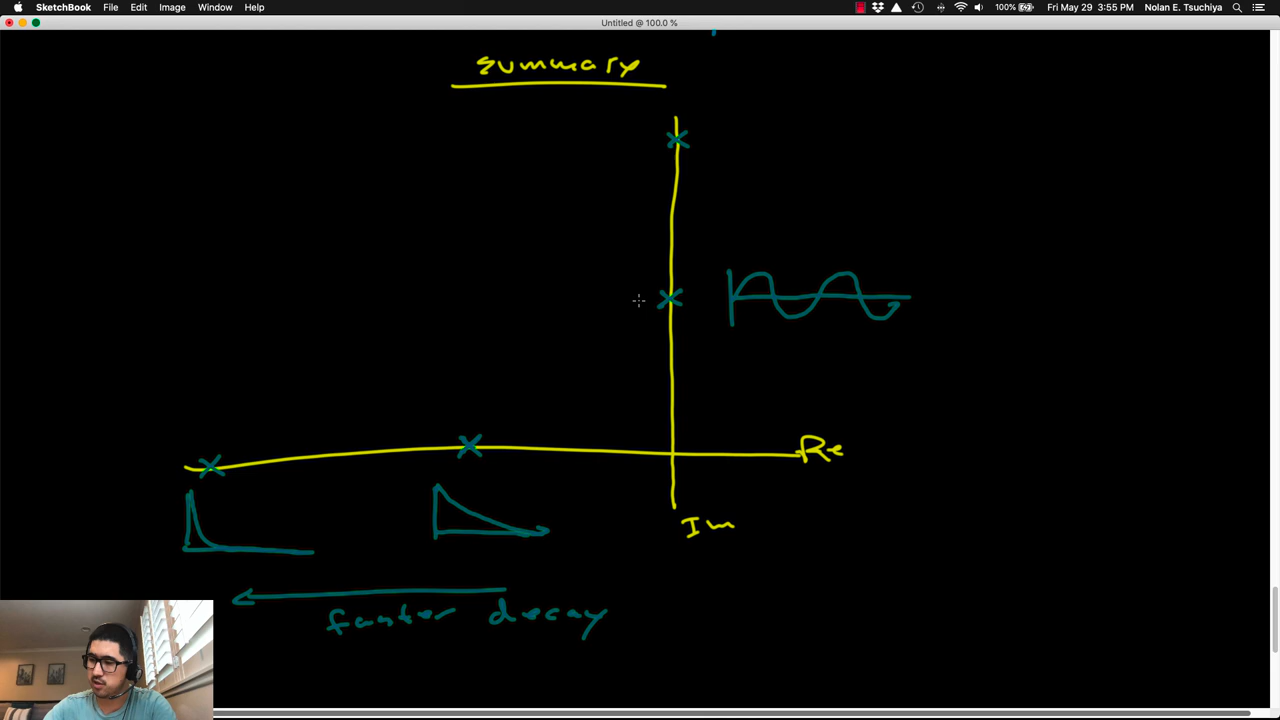 SketchBook File Edit Image Window Help 100% Fri May 29 3:55 PM Nolan E. Tsuchiya
Untitled @ 100.0 %
summary
Re
Im
faster decay